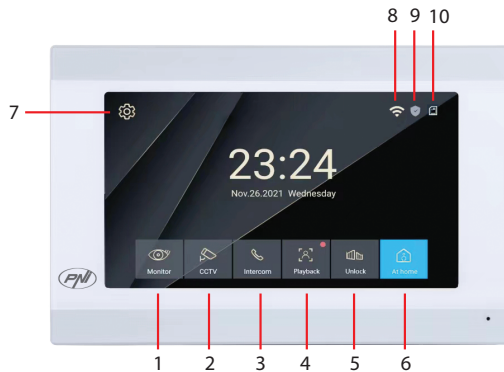 8 9 10
7
23:24
Nov.26.2021 Wednesday
Monitor CCTV Intercom Playback Unlock At home
PNI
1 2 3 4 5 6